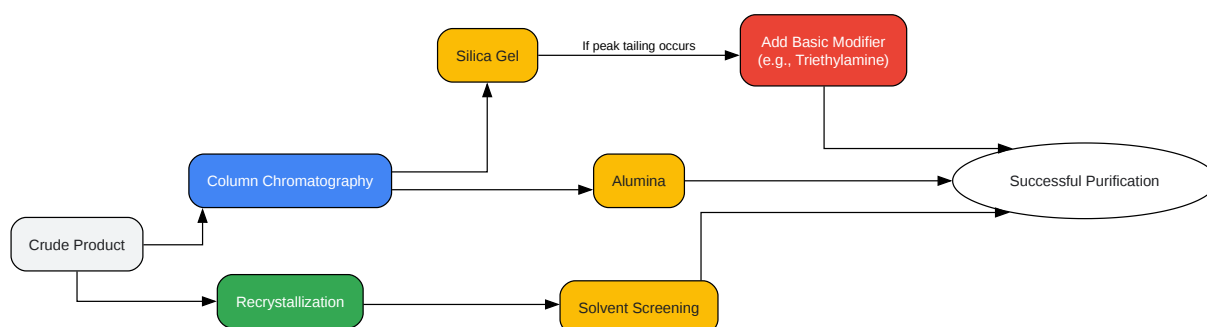 Silica Gel
If peak tailing occurs
Add Basic Modifier
(e.g., Triethylamine)
Column Chromatography
Alumina
Successful Purification
Crude Product
Recrystallization
Solvent Screening